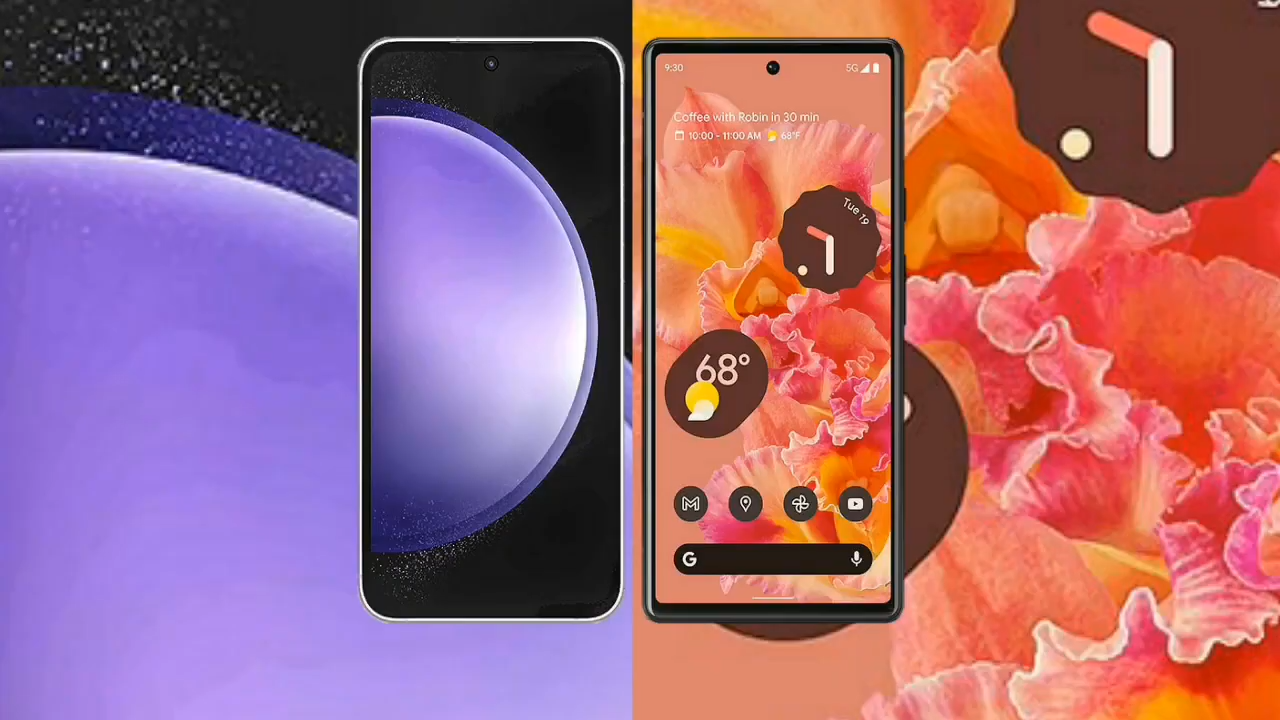 9:30
5G
Coffee with Robin in 30 min
10:00 - 11:00 AM 68°F
Tue 19
68°
G